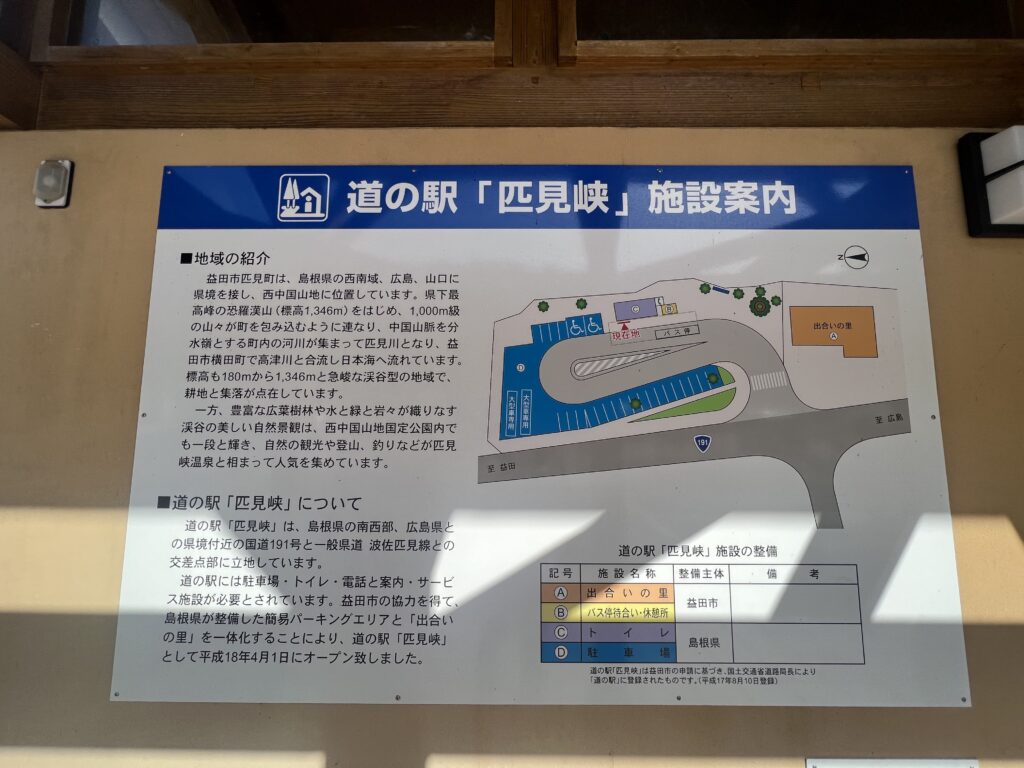 道の駅「匹見峡」施設案内
■地域の紹介
益田市匹見町は、島根県の西南域、広島、山口に
県境を接し、西中国山地に位置しています。県下最
高峰の恐羅漢山（標高1,346m）をはじめ、1,000m級
の山々が町を包み込むように連なり、中国山脈を分
水嶺とする町内の河川が集まって匹見川となり、益
田市横田町で高津川と合流し日本海へ流れています。
標高も180mから1,346mと急峻な渓谷型の地域で、
耕地と集落が点在しています。
一方、豊富な広葉樹林や水と緑と岩々が織りなす
渓谷の美しい自然景観は、西中国山地国定公園内で
も一段と輝き、自然の観光や登山、釣りなどが匹見
峡温泉と相まって人気を集めています。
■道の駅「匹見峡」について
道の駅「匹見峡」は、島根県の南西部、広島県と
の県境付近の国道191号と一般県道 波佐匹見線との
交差点部に立地しています。
道の駅には駐車場・トイレ・電話と案内・サービ
ス施設が必要とされています。益田市の協力を得て、
島根県が整備した簡易パーキングエリアと「出合い
の里」を一体化することにより、道の駅「匹見峡」
として平成18年4月1日にオープン致しました。
N
C
B
現在地
バス停
出合いの里
A
D
大型車専用
大型車専用
191
至 広島
至 益田
道の駅「匹見峡」施設の整備
記号 施設名称 整備主体 備考
A 出合いの里 益田市
B バス停待合い・休憩所
C トイレ 島根県
D 駐車場
道の駅「匹見峡」は益田市の申請に基づき、国土交通省道路局長により
「道の駅」に登録されたものです。（平成17年8月10日登録）